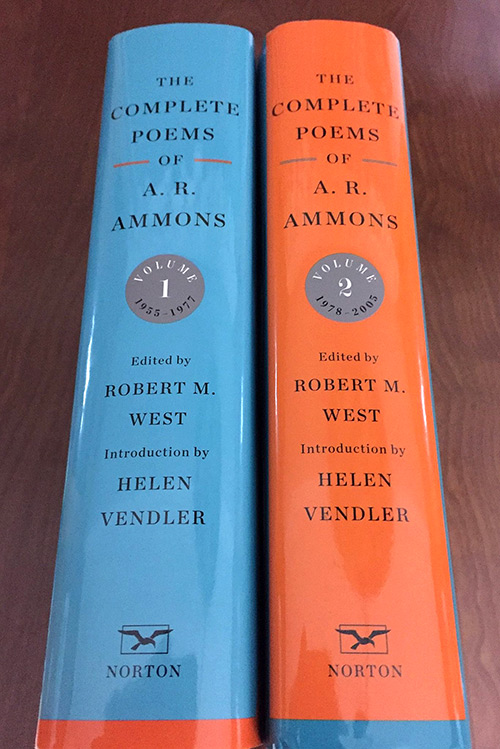 THE
COMPLETE
POEMS
OF
A. R.
AMMONS
VOLUME
1
1955–1977
Edited by
ROBERT M.
WEST
Introduction by
HELEN
VENDLER
NORTON
THE
COMPLETE
POEMS
OF
A. R.
AMMONS
VOLUME
2
1978–2005
Edited by
ROBERT M.
WEST
Introduction by
HELEN
VENDLER
NORTON